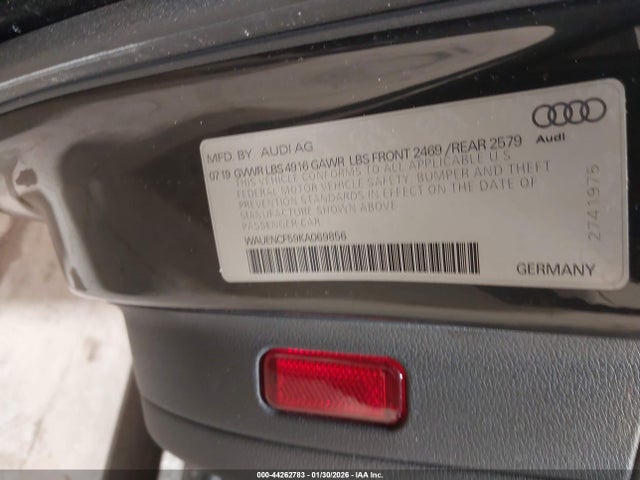 MFD. BY AUDI AG
07 19 GVWR LBS 4916 GAWR LBS FRONT 2469 /REAR 2579
THIS VEHICLE CONFORMS TO ALL APPLICABLE U.S
FEDERAL MOTOR VEHICLE SAFETY, BUMPER AND THEFT
PREVENTION STANDARDS IN EFFECT ON THE DATE OF
MANUFACTURE SHOWN ABOVE
PASSENGER CAR
WAUENCF59KA069856
Audi
2741975
GERMANY
000-44262783 - 01/30/2026 - IAA Inc.